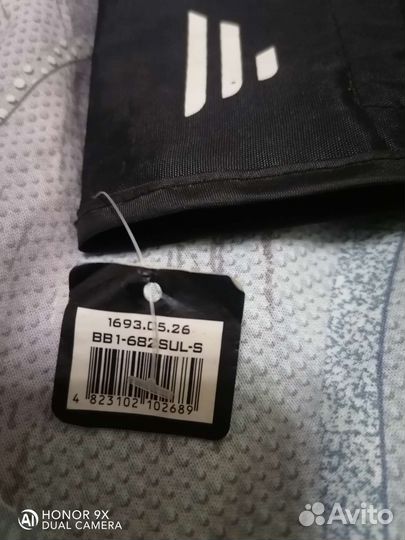 1693.05.26
BB1-682SUL-S
4 823102 102689
HONOR 9X
DUAL CAMERA
Avito